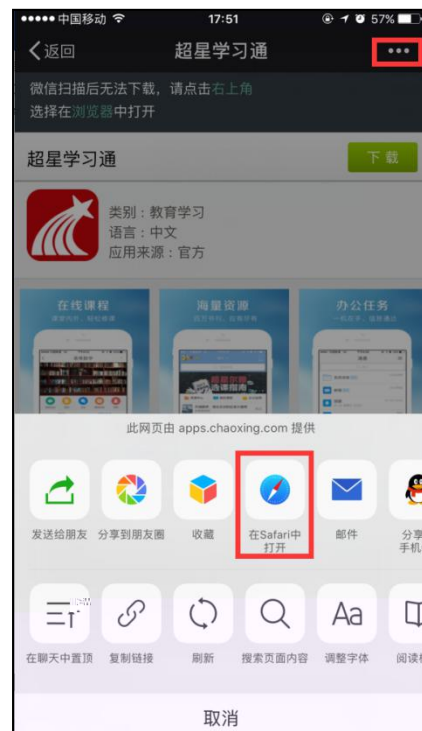 中国移动 17:51 57%
返回 超星学习通
微信扫描后无法下载，请点击右上角
选择在浏览器中打开
超星学习通 下载
类别：教育学习
语言：中文
应用来源：官方
在线课程 海量资源 办公任务
此网页由 apps.chaoxing.com 提供
发送给朋友 分享到朋友圈 收藏 在Safari中 邮件 分享
打开 手机
在聊天中置顶 复制链接 刷新 搜索页面内容 调整字体 阅读
Aa
取消